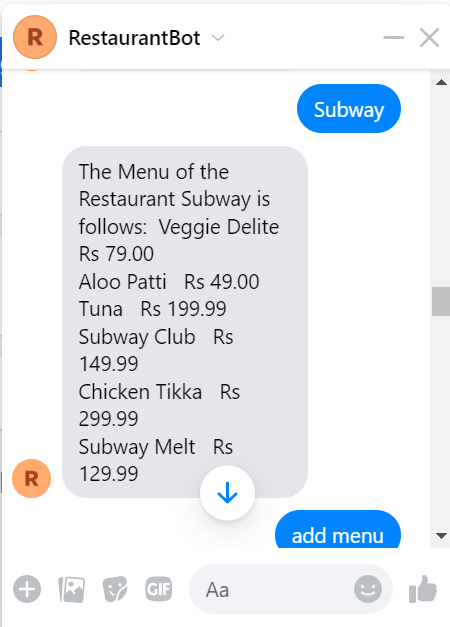 R RestaurantBot
Subway
The Menu of the
Restaurant Subway is
follows:  Veggie Delite
Rs 79.00
Aloo Patti   Rs 49.00
Tuna   Rs 199.99
Subway Club   Rs
149.99
Chicken Tikka   Rs
299.99
Subway Melt   Rs
129.99
R
add menu
GIF
Aa